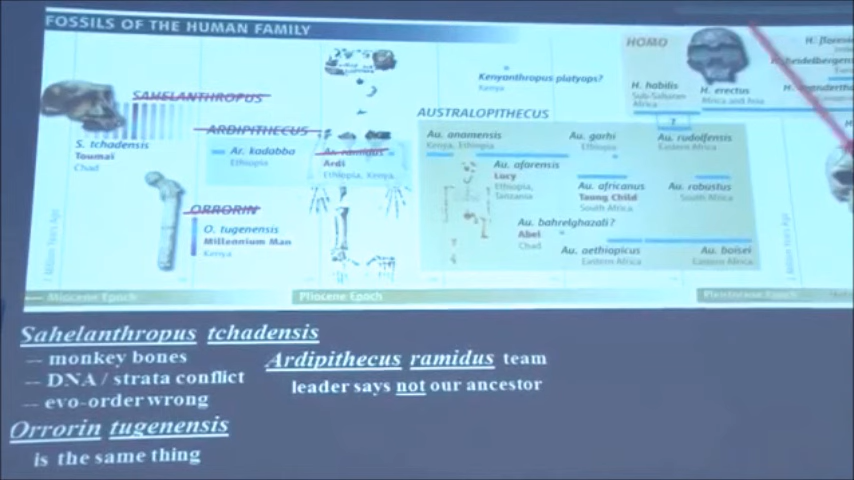 FOSSILS OF THE HUMAN FAMILY
HOMO
H. habilis
Sub-Saharan
Africa
H. erectus
Africa and Asia
Kenyanthropus platyops?
Kenya
SAHELANTHROPUS
S. tchadensis
Toumaï
Chad
ARDIPITHECUS
Ar. kadabba
Ethiopia
Ar. ramidus
Ardi
Ethiopia, Kenya
ORRORIN
O. tugenensis
Millennium Man
Kenya
AUSTRALOPITHECUS
Au. anamensis
Kenya, Ethiopia
Au. garhi
Ethiopia
?
Au. rudolfensis
Eastern Africa
Au. afarensis
Lucy
Ethiopia,
Tanzania
Au. africanus
Taung Child
South Africa
Au. robustus
South Africa
Au. bahrelghazali?
Abel
Chad
Au. aethiopicus
Eastern Africa
Au. boisei
Eastern Africa
Miocene Epoch
Pliocene Epoch
Pleistocene Epoch
Sahelanthropus tchadensis
-- monkey bones
-- DNA / strata conflict
-- evo-order wrong
Ardipithecus ramidus team
leader says not our ancestor
Orrorin tugenensis
is the same thing